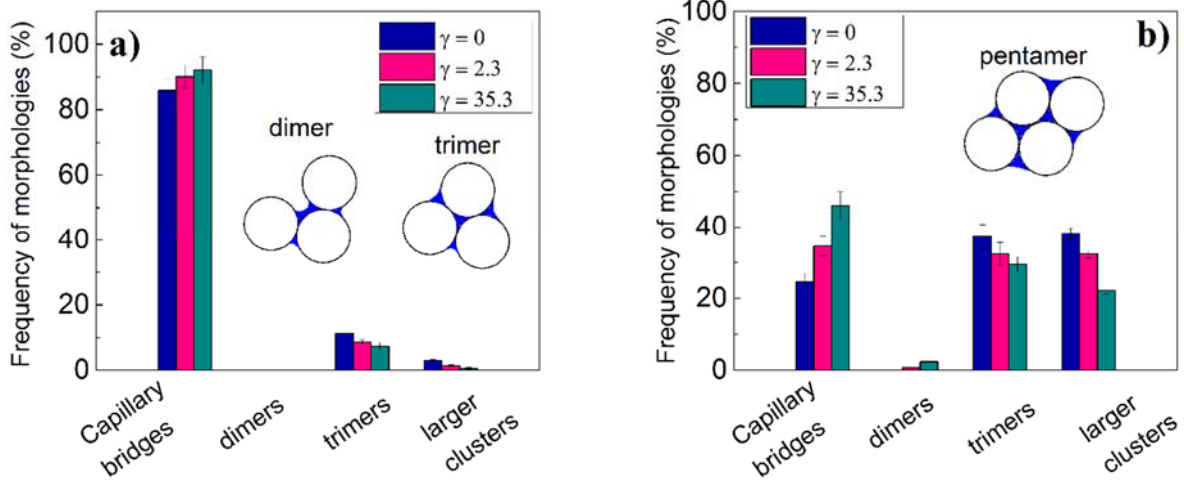 Frequency of morphologies (%)
100
80
60
40
20
0
a)
γ = 0
γ = 2.3
γ = 35.3
dimer
trimer
Capillary
bridges
dimers
trimers
larger
clusters
Frequency of morphologies (%)
100
80
60
40
20
0
γ = 0
γ = 2.3
γ = 35.3
b)
pentamer
Capillary
bridges
dimers
trimers
larger
clusters